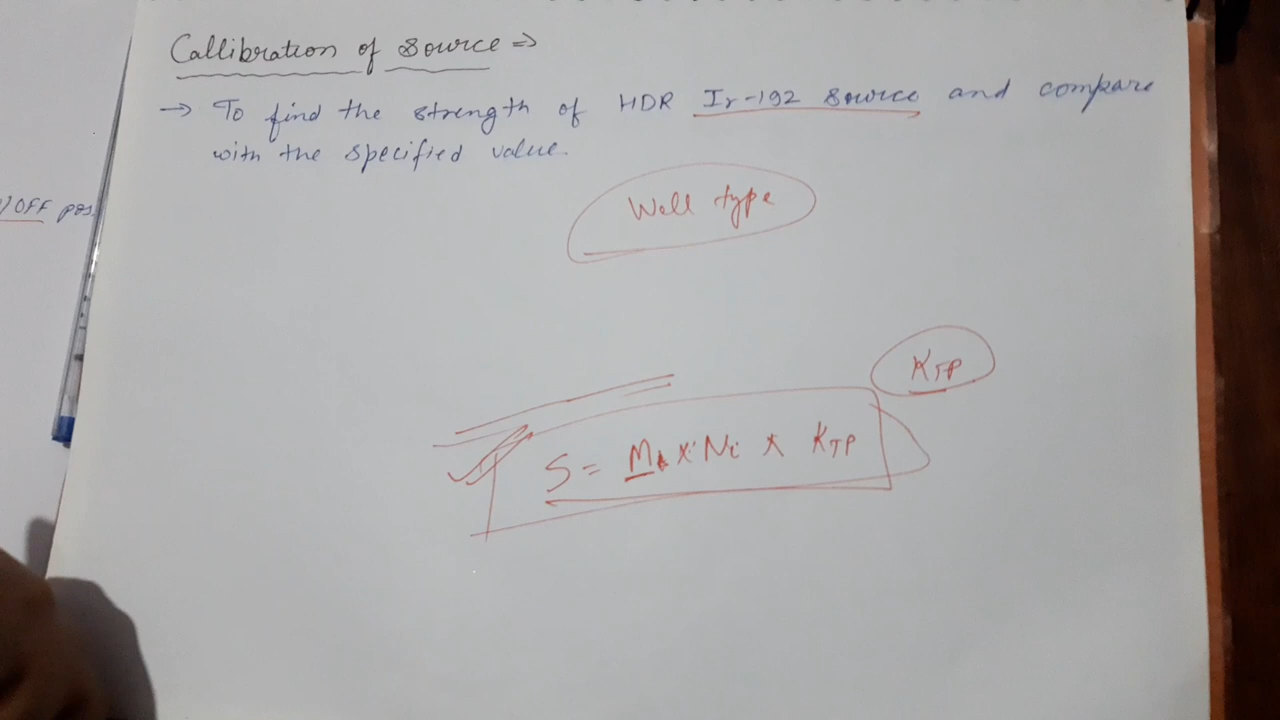 Callibration of source ⇒
→ To find the strength of HDR Ir-192 source and compare
with the specified value.
/OFF pos.
Well type
KTP
S = M × Ni × KTP